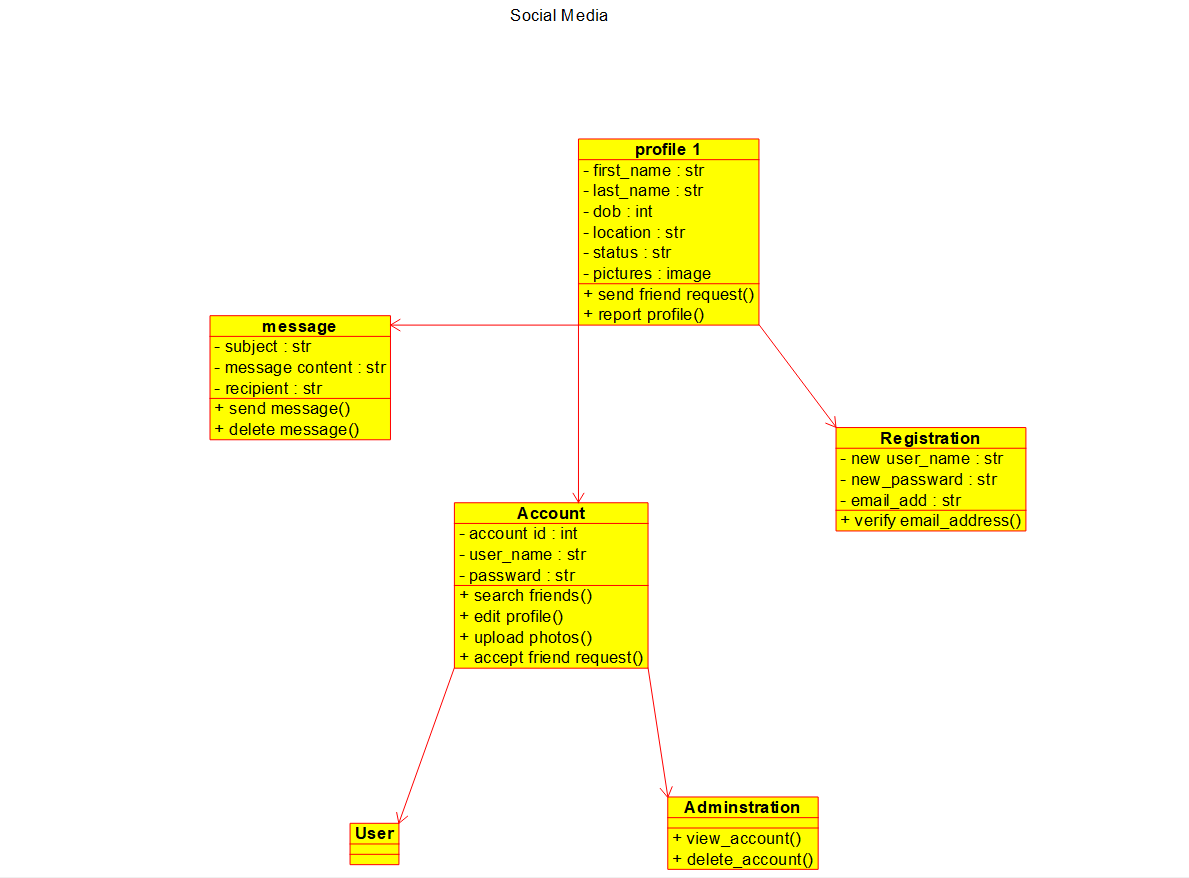 Social Media
profile 1
- first_name : str
- last_name : str
- dob : int
- location : str
- status : str
- pictures : image
+ send friend request()
+ report profile()
message
- subject : str
- message content : str
- recipient : str
+ send message()
+ delete message()
Registration
- new user_name : str
- new_passward : str
- email_add : str
+ verify email_address()
Account
- account id : int
- user_name : str
- passward : str
+ search friends()
+ edit profile()
+ upload photos()
+ accept friend request()
User
Adminstration
+ view_account()
+ delete_account()